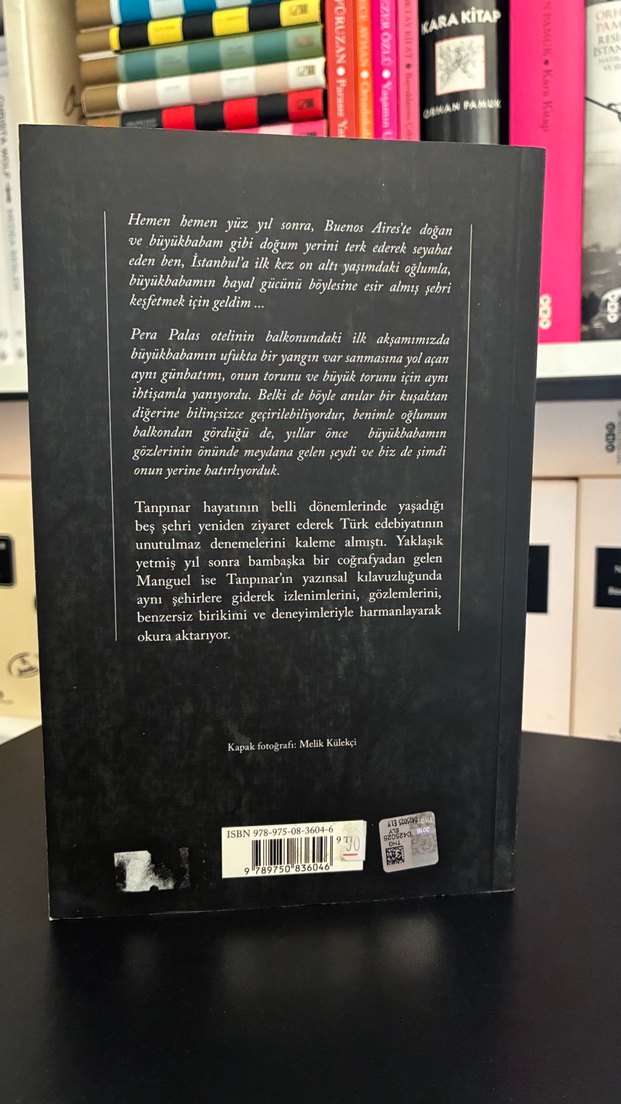 KARA KİTAP
ORHAN PAMUK
Kara Kitap
Hemen hemen yüz yıl sonra, Buenos Aires'te doğan
ve büyükbabam gibi doğum yerini terk ederek seyahat
eden ben, İstanbul'a ilk kez on altı yaşımdaki oğlumla,
büyükbabamın hayal gücünü böylesine esir almış şehri
keşfetmek için geldim ...
Pera Palas otelinin balkonundaki ilk akşamımızda
büyükbabamın ufukta bir yangın var sanmasına yol açan
aynı günbatımı, onun torunu ve büyük torunu için aynı
ihtişamla yanıyordu. Belki de böyle anılar bir kuşaktan
diğerine bilinçsizce geçirilebiliyordur, benimle oğlumun
balkondan gördüğü de, yıllar önce büyükbabamın
gözlerinin önünde meydana gelen şeydi ve biz de şimdi
onun yerine hatırlıyorduk.
Tanpınar hayatının belli dönemlerinde yaşadığı
beş şehri yeniden ziyaret ederek Türk edebiyatının
unutulmaz denemelerini kaleme almıştı. Yaklaşık
yetmiş yıl sonra bambaşka bir coğrafyadan gelen
Manguel ise Tanpınar'ın yazınsal kılavuzluğunda
aynı şehirlere giderek izlenimlerini, gözlemlerini,
benzersiz birikimi ve deneyimleriyle harmanlayarak
okura aktarıyor.
Kapak fotoğrafı: Melik Külekçi
ISBN 978-975-08-3604-6
9 789750 836046